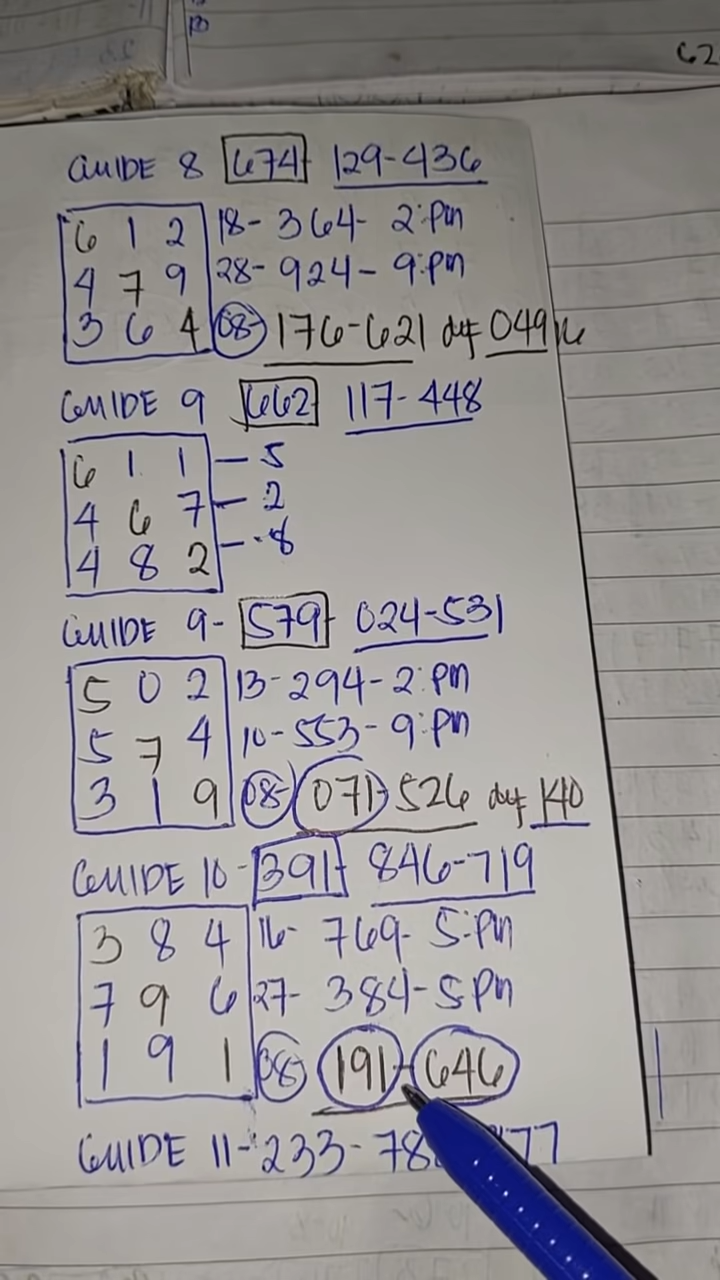 62
GUIDE 8 674- 129-436
6 1 2 18- 364- 2:pm
4 7 9 28- 924- 9:pm
3 6 4 08- 176-621 def 049
GUIDE 9 662- 117-448
6 1 1 - 5
4 6 7 - 2
4 8 2 - 8
GUIDE 9- 579- 024-531
5 0 2 13-294-2:pm
5 7 4 10-553-9:pm
3 1 9 08- 071-526 def 140
GUIDE 10-391- 846-719
3 8 4 16- 769- 5:pm
7 9 6 27- 384-5pm
1 9 1 08- 191-646
GUIDE 11-233-78 77